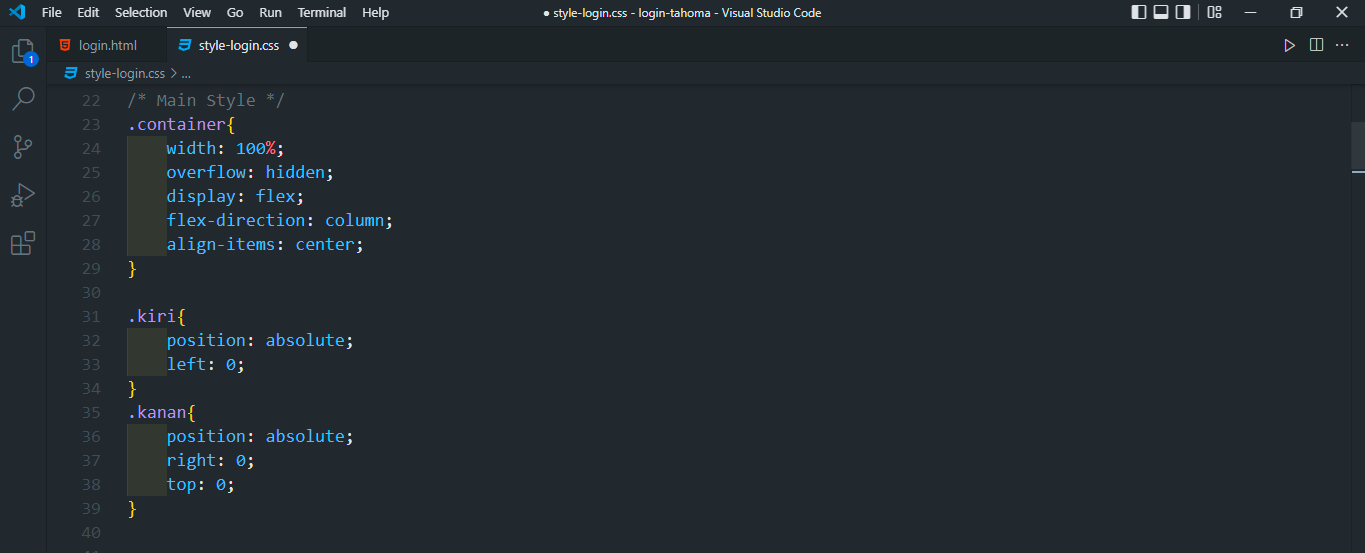 File Edit Selection View Go Run Terminal Help
● style-login.css - login-tahoma - Visual Studio Code
login.html style-login.css ●
style-login.css > ...
1
22 /* Main Style */
23 .container{
24     width: 100%;
25     overflow: hidden;
26     display: flex;
27     flex-direction: column;
28     align-items: center;
29 }
30
31 .kiri{
32     position: absolute;
33     left: 0;
34 }
35 .kanan{
36     position: absolute;
37     right: 0;
38     top: 0;
39 }
40